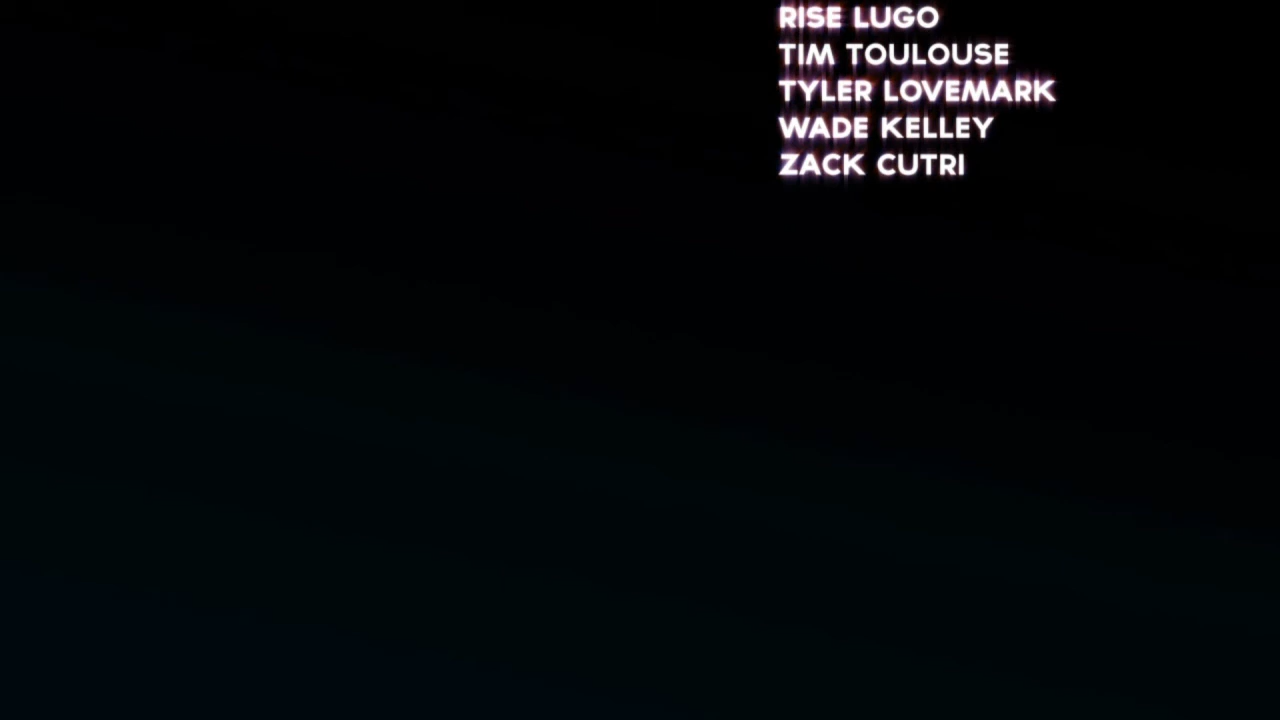 RISE LUGO
TIM TOULOUSE
TYLER LOVEMARK
WADE KELLEY
ZACK CUTRI